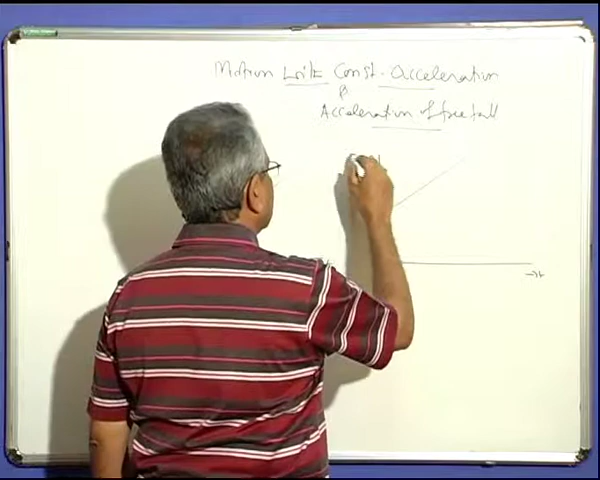 Motion with Const. Acceleration
&
Acceleration of free fall
→t